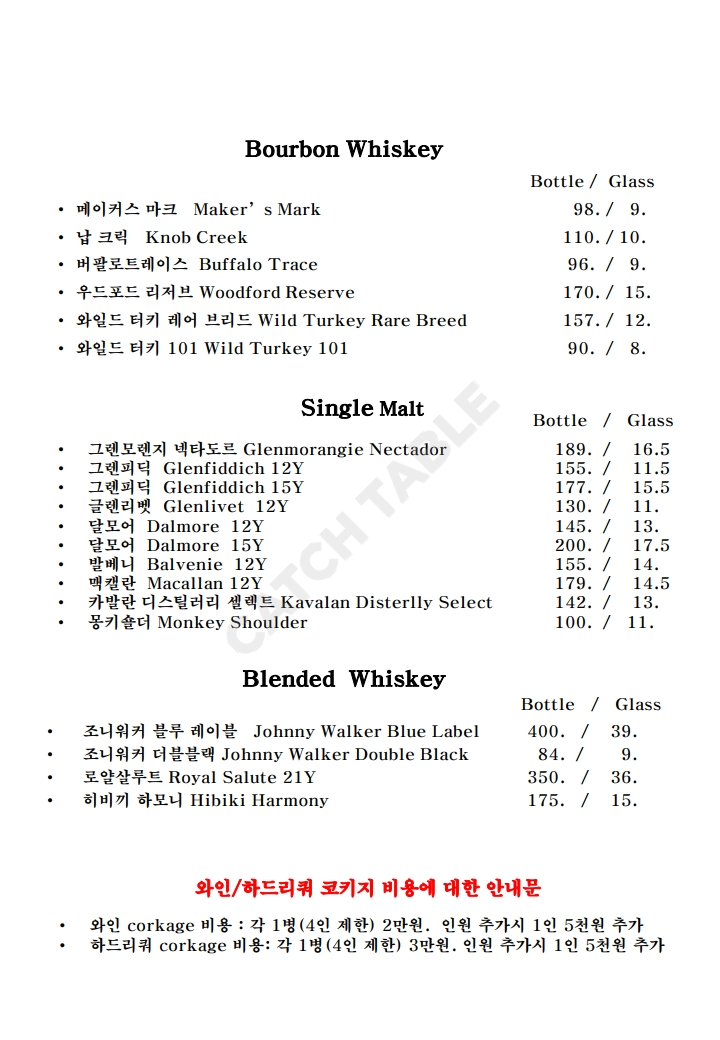 Bourbon Whiskey
Bottle / Glass
• 메이커스 마크 Maker’s Mark 98. / 9.
• 납 크릭 Knob Creek 110. / 10.
• 버팔로트레이스 Buffalo Trace 96. / 9.
• 우드포드 리저브 Woodford Reserve 170. / 15.
• 와일드 터키 레어 브리드 Wild Turkey Rare Breed 157. / 12.
• 와일드 터키 101 Wild Turkey 101 90. / 8.
Single Malt
Bottle / Glass
• 그랜모랜지 넥타도르 Glenmorangie Nectador 189. / 16.5
• 그랜피딕 Glenfiddich 12Y 155. / 11.5
• 그랜피딕 Glenfiddich 15Y 177. / 15.5
• 글랜리벳 Glenlivet 12Y 130. / 11.
• 달모어 Dalmore 12Y 145. / 13.
• 달모어 Dalmore 15Y 200. / 17.5
• 발베니 Balvenie 12Y 155. / 14.
• 맥캘란 Macallan 12Y 179. / 14.5
• 카발란 디스틸러리 셀렉트 Kavalan Disterlly Select 142. / 13.
• 몽키숄더 Monkey Shoulder 100. / 11.
CATCH TABLE
Blended Whiskey
Bottle / Glass
• 조니워커 블루 레이블 Johnny Walker Blue Label 400. / 39.
• 조니워커 더블블랙 Johnny Walker Double Black 84. / 9.
• 로얄살루트 Royal Salute 21Y 350. / 36.
• 히비끼 하모니 Hibiki Harmony 175. / 15.
와인/하드리쿼 코키지 비용에 대한 안내문
• 와인 corkage 비용 : 각 1병(4인 제한) 2만원. 인원 추가시 1인 5천원 추가
• 하드리쿼 corkage 비용: 각 1병(4인 제한) 3만원. 인원 추가시 1인 5천원 추가